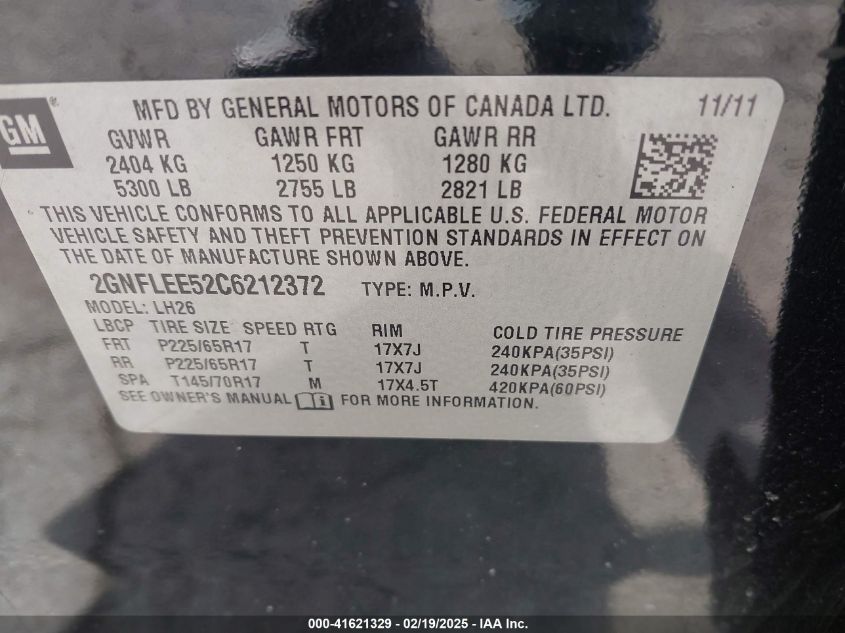 MFD BY GENERAL MOTORS OF CANADA LTD. 11/11
GM®
GVWR GAWR FRT GAWR RR
2404 KG 1250 KG 1280 KG
5300 LB 2755 LB 2821 LB
THIS VEHICLE CONFORMS TO ALL APPLICABLE U.S. FEDERAL MOTOR
VEHICLE SAFETY AND THEFT PREVENTION STANDARDS IN EFFECT ON
THE DATE OF MANUFACTURE SHOWN ABOVE.
2GNFLEE52C6212372 TYPE: M.P.V.
MODEL: LH26
LBCP TIRE SIZE SPEED RTG RIM COLD TIRE PRESSURE
FRT P225/65R17 T 17X7J 240KPA(35PSI)
RR P225/65R17 T 17X7J 240KPA(35PSI)
SPA T145/70R17 M 17X4.5T 420KPA(60PSI)
SEE OWNER'S MANUAL FOR MORE INFORMATION.
000-41621329 - 02/19/2025 - IAA Inc.